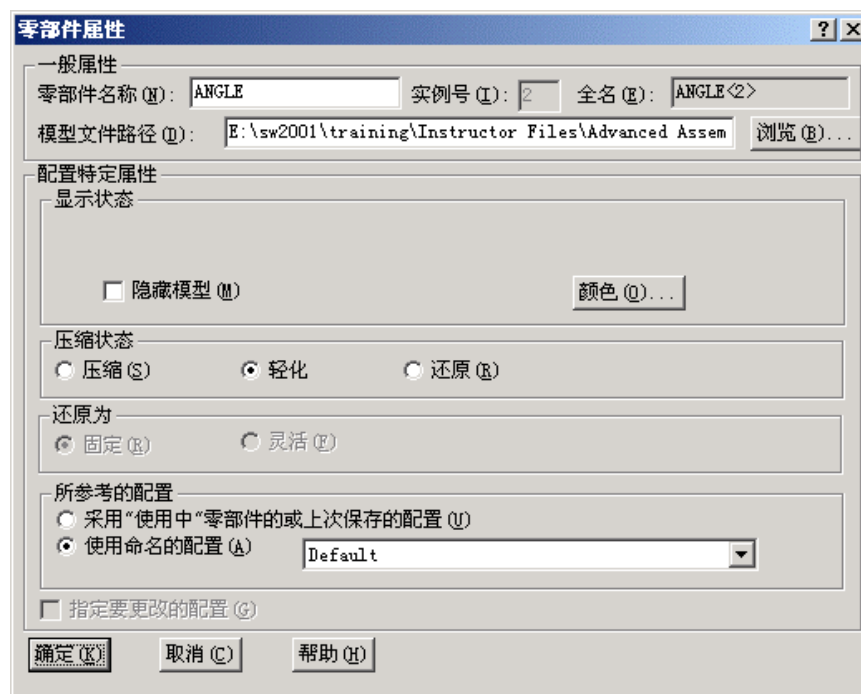 零部件属性
一般属性
零部件名称(N): ANGLE 实例号(I): 2 全名(E): ANGLE<2>
模型文件路径(D): E:\sw2001\training\Instructor Files\Advanced Assem 浏览(B)...
配置特定属性
显示状态
隐藏模型(M) 颜色(O)...
压缩状态
压缩(S) 轻化 还原(R)
还原为
固定(R) 灵活(F)
所参考的配置
采用"使用中"零部件的或上次保存的配置(U)
使用命名的配置(A) Default
指定要更改的配置(G)
确定(K) 取消(C) 帮助(H)